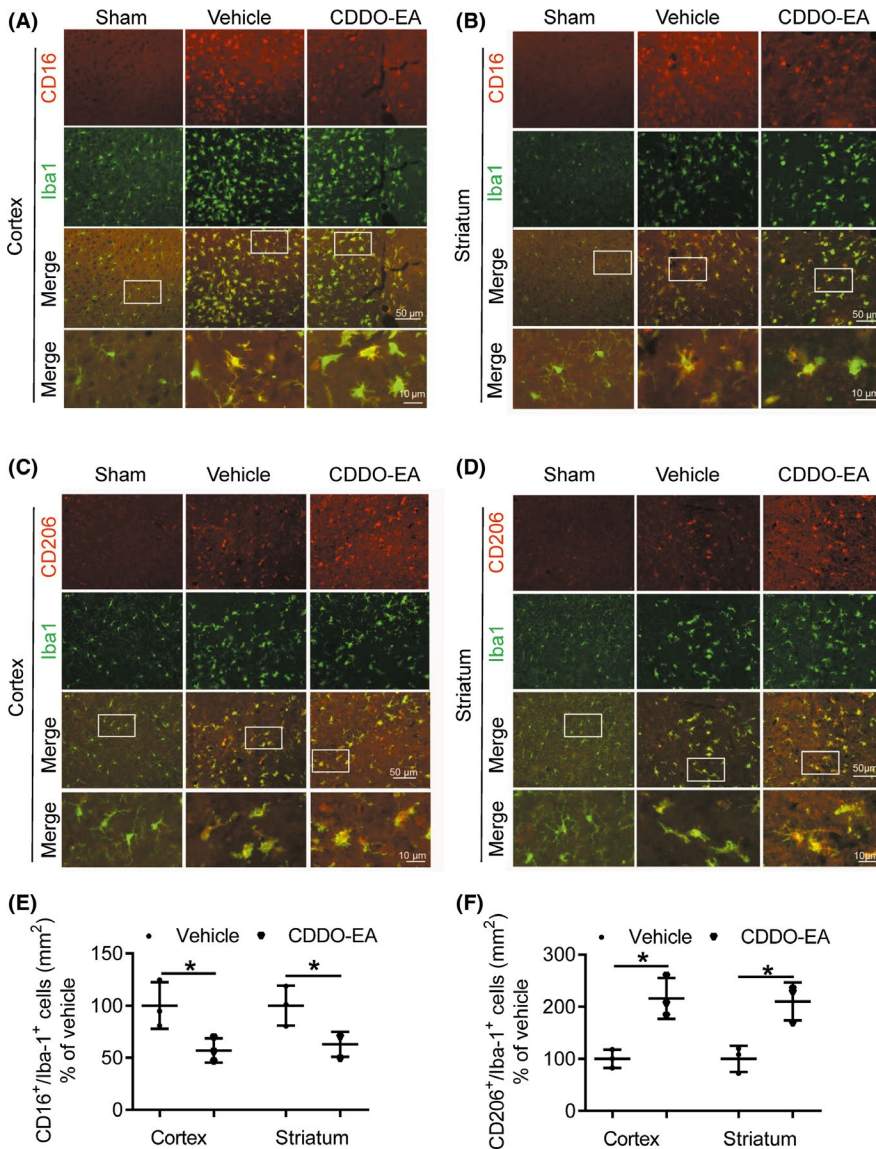 (A) Sham Vehicle CDDO-EA
Cortex
CD16
Iba1
Merge
50 µm
Merge
10 µm
(B) Sham Vehicle CDDO-EA
Striatum
CD16
Iba1
Merge
50 µm
Merge
10 µm
(C) Sham Vehicle CDDO-EA
Cortex
CD206
Iba1
Merge
50 µm
Merge
10 µm
(D) Sham Vehicle CDDO-EA
Striatum
CD206
Iba1
Merge
50µm
Merge
10µm
(E)
Vehicle CDDO-EA
CD16⁺/Iba-1⁺ cells (mm²)
% of vehicle
150
100
50
0
* *
Cortex Striatum
(F)
Vehicle CDDO-EA
CD206⁺/Iba-1⁺ cells (mm²)
% of vehicle
300
200
100
0
* *
Cortex Striatum